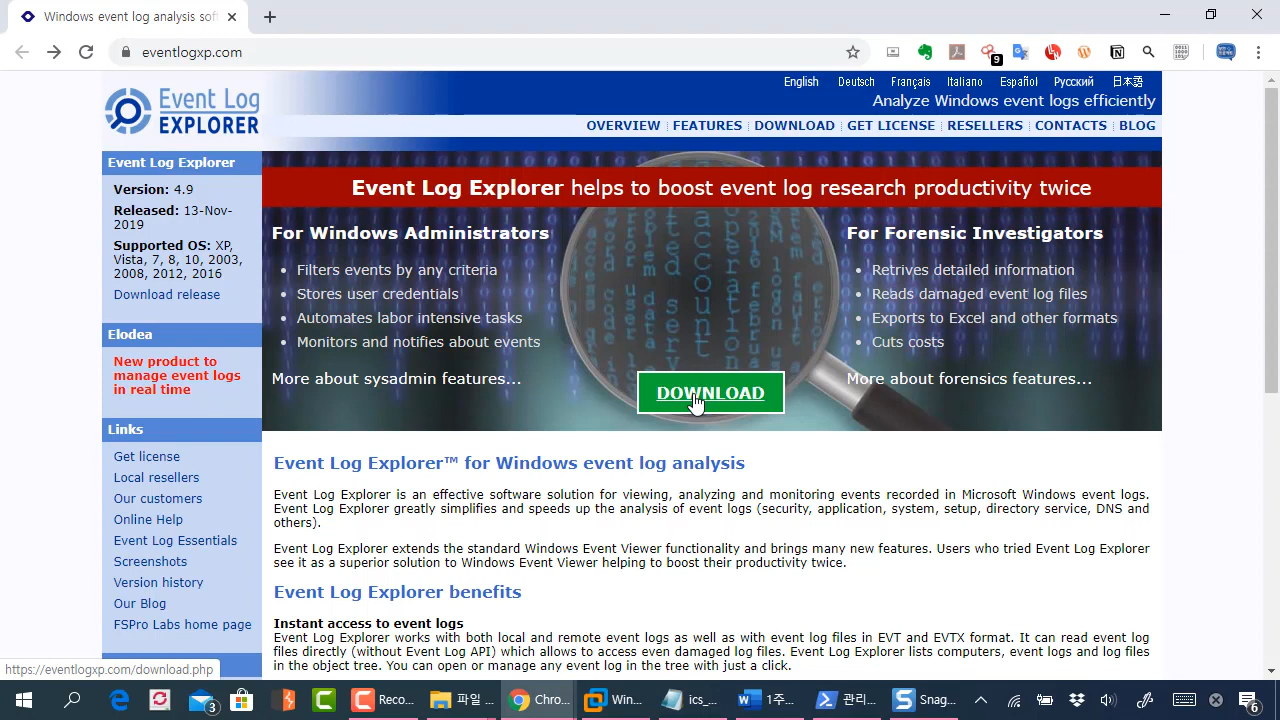 Windows event log analysis soft
eventlogxp.com
9
English Deutsch Français Italiano Español Русский 日本語
Analyze Windows event logs efficiently
Event Log
EXPLORER
OVERVIEW FEATURES DOWNLOAD GET LICENSE RESELLERS CONTACTS BLOG
Event Log Explorer
Version: 4.9
Released: 13-Nov-
2019
Supported OS: XP,
Vista, 7, 8, 10, 2003,
2008, 2012, 2016
Download release
Elodea
New product to
manage event logs
in real time
Links
Get license
Local resellers
Our customers
Online Help
Event Log Essentials
Screenshots
Version history
Our Blog
FSPro Labs home page
Event Log Explorer helps to boost event log research productivity twice
For Windows Administrators
• Filters events by any criteria
• Stores user credentials
• Automates labor intensive tasks
• Monitors and notifies about events
More about sysadmin features...
For Forensic Investigators
• Retrives detailed information
• Reads damaged event log files
• Exports to Excel and other formats
• Cuts costs
More about forensics features...
DOWNLOAD
Event Log Explorer™ for Windows event log analysis
Event Log Explorer is an effective software solution for viewing, analyzing and monitoring events recorded in Microsoft Windows event logs.
Event Log Explorer greatly simplifies and speeds up the analysis of event logs (security, application, system, setup, directory service, DNS and
others).
Event Log Explorer extends the standard Windows Event Viewer functionality and brings many new features. Users who tried Event Log Explorer
see it as a superior solution to Windows Event Viewer helping to boost their productivity twice.
Event Log Explorer benefits
Instant access to event logs
Event Log Explorer works with both local and remote event logs as well as with event log files in EVT and EVTX format. It can read event log
files directly (without Event Log API) which allows to access even damaged log files. Event Log Explorer lists computers, event logs and log files
in the object tree. You can open or manage any event log in the tree with just a click.
https://eventlogxp.com/download.php
3 Reco... 파일 ... Chro... Win... ics_... 1주... 관리... Snag... 6